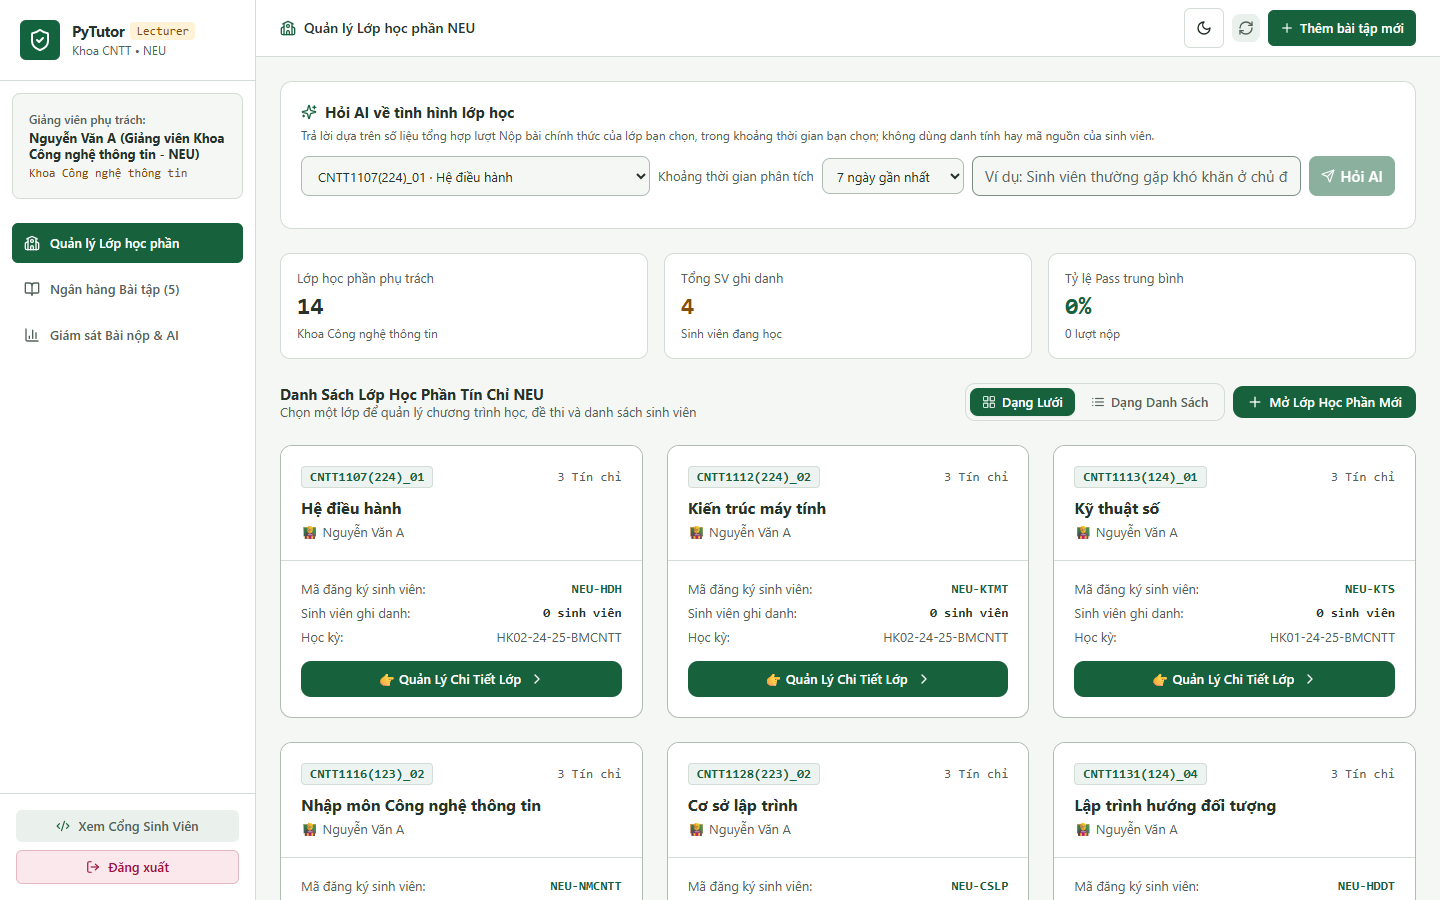 PyTutor Lecturer
Khoa CNTT • NEU
Giảng viên phụ trách:
Nguyễn Văn A (Giảng viên Khoa
Công nghệ thông tin - NEU)
Khoa Công nghệ thông tin
Quản lý Lớp học phần
Ngân hàng Bài tập (5)
Giám sát Bài nộp & AI
Xem Cổng Sinh Viên
Đăng xuất
Quản lý Lớp học phần NEU
Thêm bài tập mới
Hỏi AI về tình hình lớp học
Trả lời dựa trên số liệu tổng hợp lượt Nộp bài chính thức của lớp bạn chọn, trong khoảng thời gian bạn chọn; không dùng danh tính hay mã nguồn của sinh viên.
CNTT1107(224)_01 · Hệ điều hành Khoảng thời gian phân tích 7 ngày gần nhất Ví dụ: Sinh viên thường gặp khó khăn ở chủ đ Hỏi AI
Lớp học phần phụ trách
14
Khoa Công nghệ thông tin
Tổng SV ghi danh
4
Sinh viên đang học
Tỷ lệ Pass trung bình
0%
0 lượt nộp
Danh Sách Lớp Học Phần Tín Chỉ NEU
Chọn một lớp để quản lý chương trình học, đề thi và danh sách sinh viên
Dạng Lưới Dạng Danh Sách Mở Lớp Học Phần Mới
CNTT1107(224)_01 3 Tín chỉ
Hệ điều hành
Nguyễn Văn A
Mã đăng ký sinh viên: NEU-HDH
Sinh viên ghi danh: 0 sinh viên
Học kỳ: HK02-24-25-BMCNTT
👉 Quản Lý Chi Tiết Lớp
CNTT1112(224)_02 3 Tín chỉ
Kiến trúc máy tính
Nguyễn Văn A
Mã đăng ký sinh viên: NEU-KTMT
Sinh viên ghi danh: 0 sinh viên
Học kỳ: HK02-24-25-BMCNTT
👉 Quản Lý Chi Tiết Lớp
CNTT1113(124)_01 3 Tín chỉ
Kỹ thuật số
Nguyễn Văn A
Mã đăng ký sinh viên: NEU-KTS
Sinh viên ghi danh: 0 sinh viên
Học kỳ: HK01-24-25-BMCNTT
👉 Quản Lý Chi Tiết Lớp
CNTT1116(123)_02 3 Tín chỉ
Nhập môn Công nghệ thông tin
Nguyễn Văn A
Mã đăng ký sinh viên: NEU-NMCNTT
CNTT1128(223)_02 3 Tín chỉ
Cơ sở lập trình
Nguyễn Văn A
Mã đăng ký sinh viên: NEU-CSLP
CNTT1131(124)_04 3 Tín chỉ
Lập trình hướng đối tượng
Nguyễn Văn A
Mã đăng ký sinh viên: NEU-HDDT